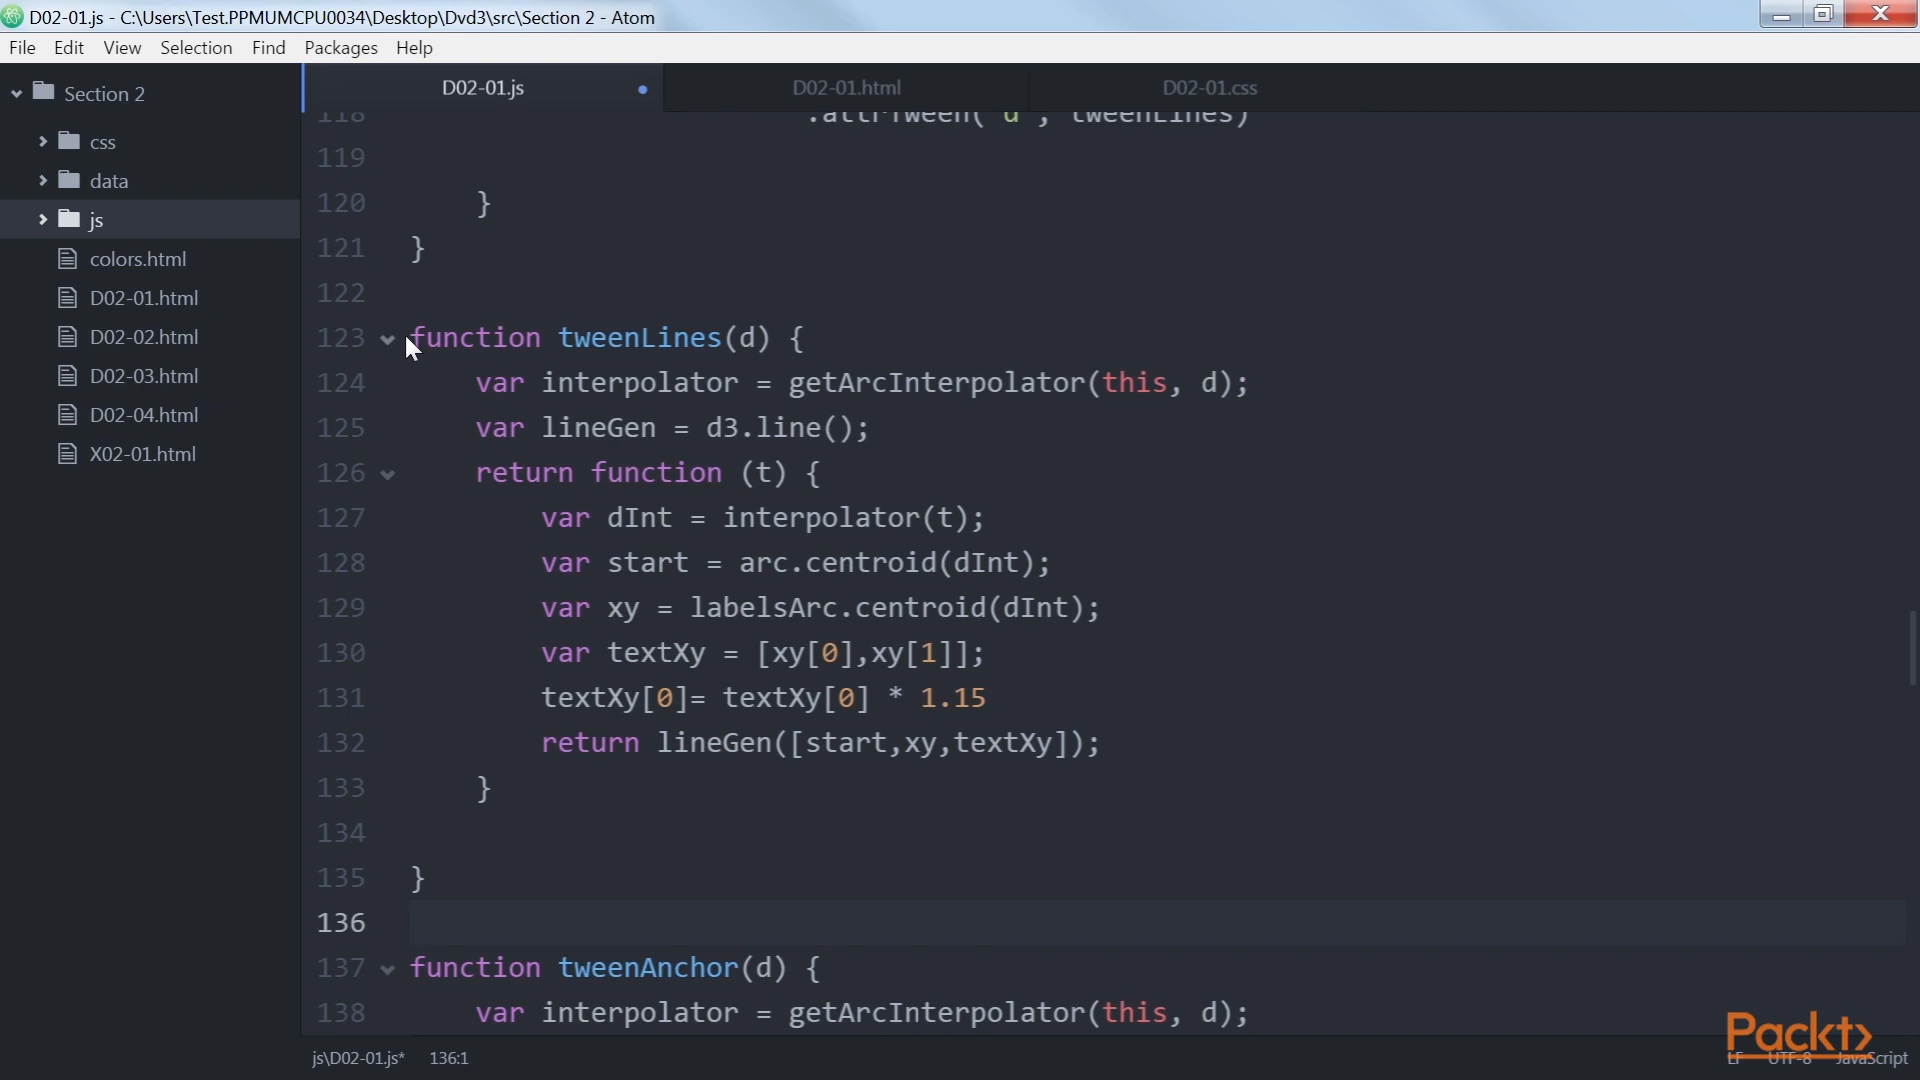 D02-01.js - C:\Users\Test.PPMUMCPU0034\Desktop\Dvd3\src\Section 2 - Atom
File Edit View Selection Find Packages Help
Section 2
css
data
js
colors.html
D02-01.html
D02-02.html
D02-03.html
D02-04.html
X02-01.html
D02-01.js D02-01.html D02-01.css
118 .attrTween("d", tweenLines)
119
120 }
121 }
122
123 function tweenLines(d) {
124 var interpolator = getArcInterpolator(this, d);
125 var lineGen = d3.line();
126 return function (t) {
127 var dInt = interpolator(t);
128 var start = arc.centroid(dInt);
129 var xy = labelsArc.centroid(dInt);
130 var textXy = [xy[0],xy[1]];
131 textXy[0]= textXy[0] * 1.15
132 return lineGen([start,xy,textXy]);
133 }
134
135 }
136
137 function tweenAnchor(d) {
138 var interpolator = getArcInterpolator(this, d);
Packt>
js\D02-01.js* 136:1 LF UTF-8 JavaScript